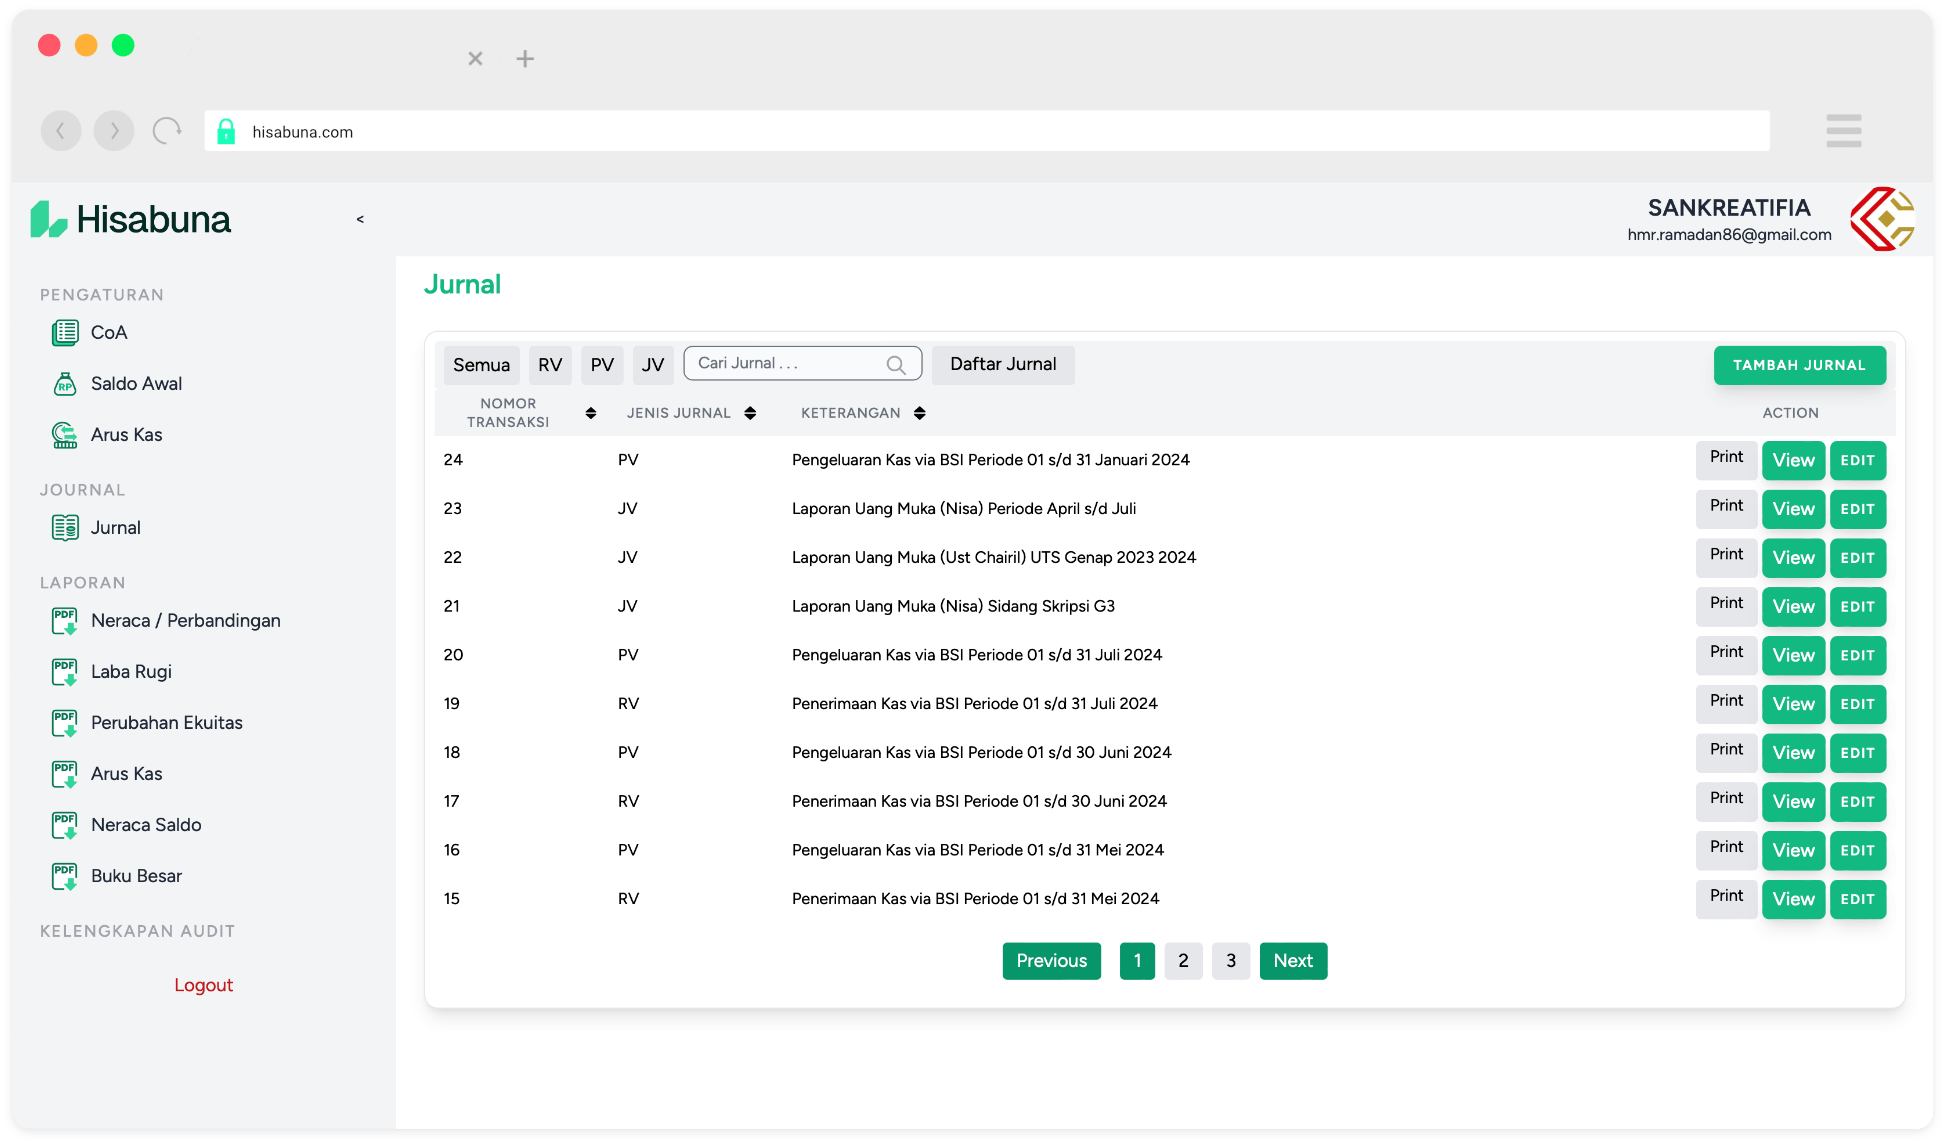 hisabuna.com
Hisabuna
<
SANKREATIFIA
hmr.ramadan86@gmail.com
PENGATURAN
CoA
RP
Saldo Awal
Arus Kas
JOURNAL
Jurnal
LAPORAN
PDF
Neraca / Perbandingan
PDF
Laba Rugi
PDF
Perubahan Ekuitas
PDF
Arus Kas
PDF
Neraca Saldo
PDF
Buku Besar
KELENGKAPAN AUDIT
Logout
Jurnal
Semua RV PV JV Cari Jurnal . . . Daftar Jurnal TAMBAH JURNAL
NOMOR
TRANSAKSI
JENIS JURNAL KETERANGAN ACTION
24 PV Pengeluaran Kas via BSI Periode 01 s/d 31 Januari 2024 Print View EDIT
23 JV Laporan Uang Muka (Nisa) Periode April s/d Juli Print View EDIT
22 JV Laporan Uang Muka (Ust Chairil) UTS Genap 2023 2024 Print View EDIT
21 JV Laporan Uang Muka (Nisa) Sidang Skripsi G3 Print View EDIT
20 PV Pengeluaran Kas via BSI Periode 01 s/d 31 Juli 2024 Print View EDIT
19 RV Penerimaan Kas via BSI Periode 01 s/d 31 Juli 2024 Print View EDIT
18 PV Pengeluaran Kas via BSI Periode 01 s/d 30 Juni 2024 Print View EDIT
17 RV Penerimaan Kas via BSI Periode 01 s/d 30 Juni 2024 Print View EDIT
16 PV Pengeluaran Kas via BSI Periode 01 s/d 31 Mei 2024 Print View EDIT
15 RV Penerimaan Kas via BSI Periode 01 s/d 31 Mei 2024 Print View EDIT
Previous 1 2 3 Next